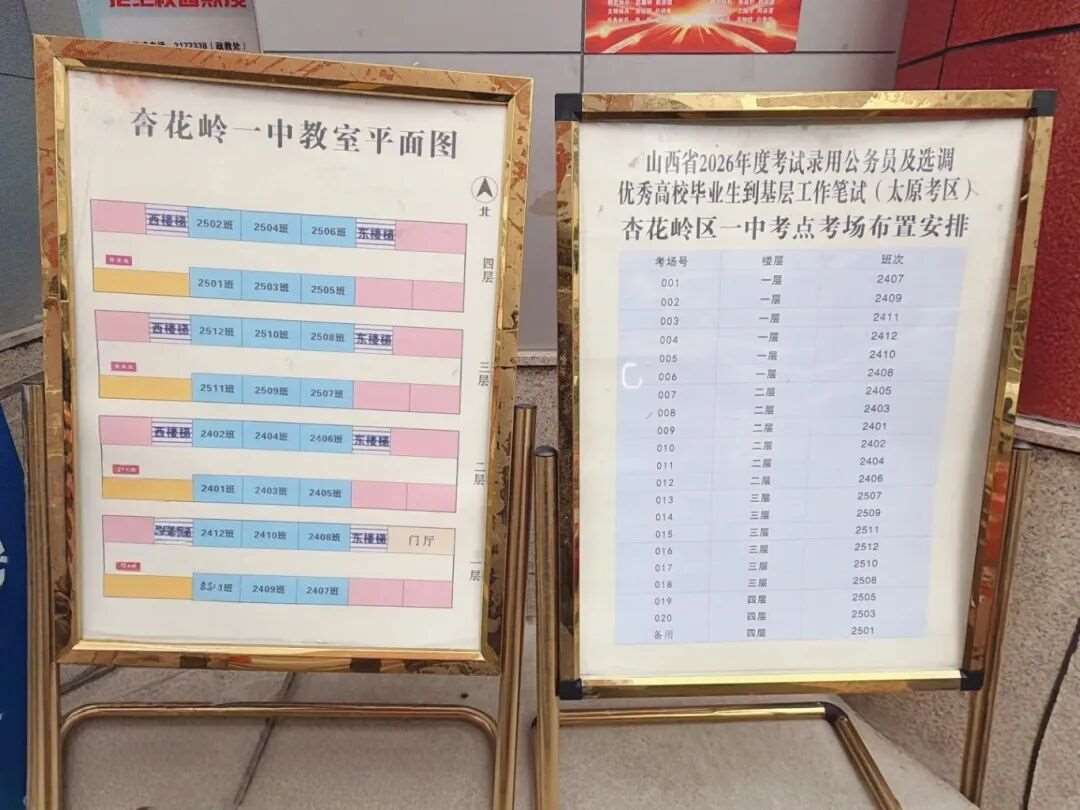 2122338（政教处）
杏花岭一中教室平面图
北
西楼梯 2502班 2504班 2506班 东楼梯
四层
2501班 2503班 2505班
西楼梯 2512班 2510班 2508班 东楼梯
三层
2511班 2509班 2507班
西楼梯 2402班 2404班 2406班 东楼梯
二层
2401班 2403班 2405班
2412班 2410班 2408班 东楼梯 门厅
一层
2409班 2407班
山西省2026年度考试录用公务员及选调
优秀高校毕业生到基层工作笔试（太原考区）
杏花岭区一中考点考场布置安排
考场号 楼层 班次
001 一层 2407
002 一层 2409
003 一层 2411
004 一层 2412
005 一层 2410
006 一层 2408
007 二层 2405
008 二层 2403
009 二层 2401
010 二层 2402
011 二层 2404
012 二层 2406
013 三层 2507
014 三层 2509
015 三层 2511
016 三层 2512
017 三层 2510
018 三层 2508
019 四层 2505
020 四层 2503
备用 四层 2501